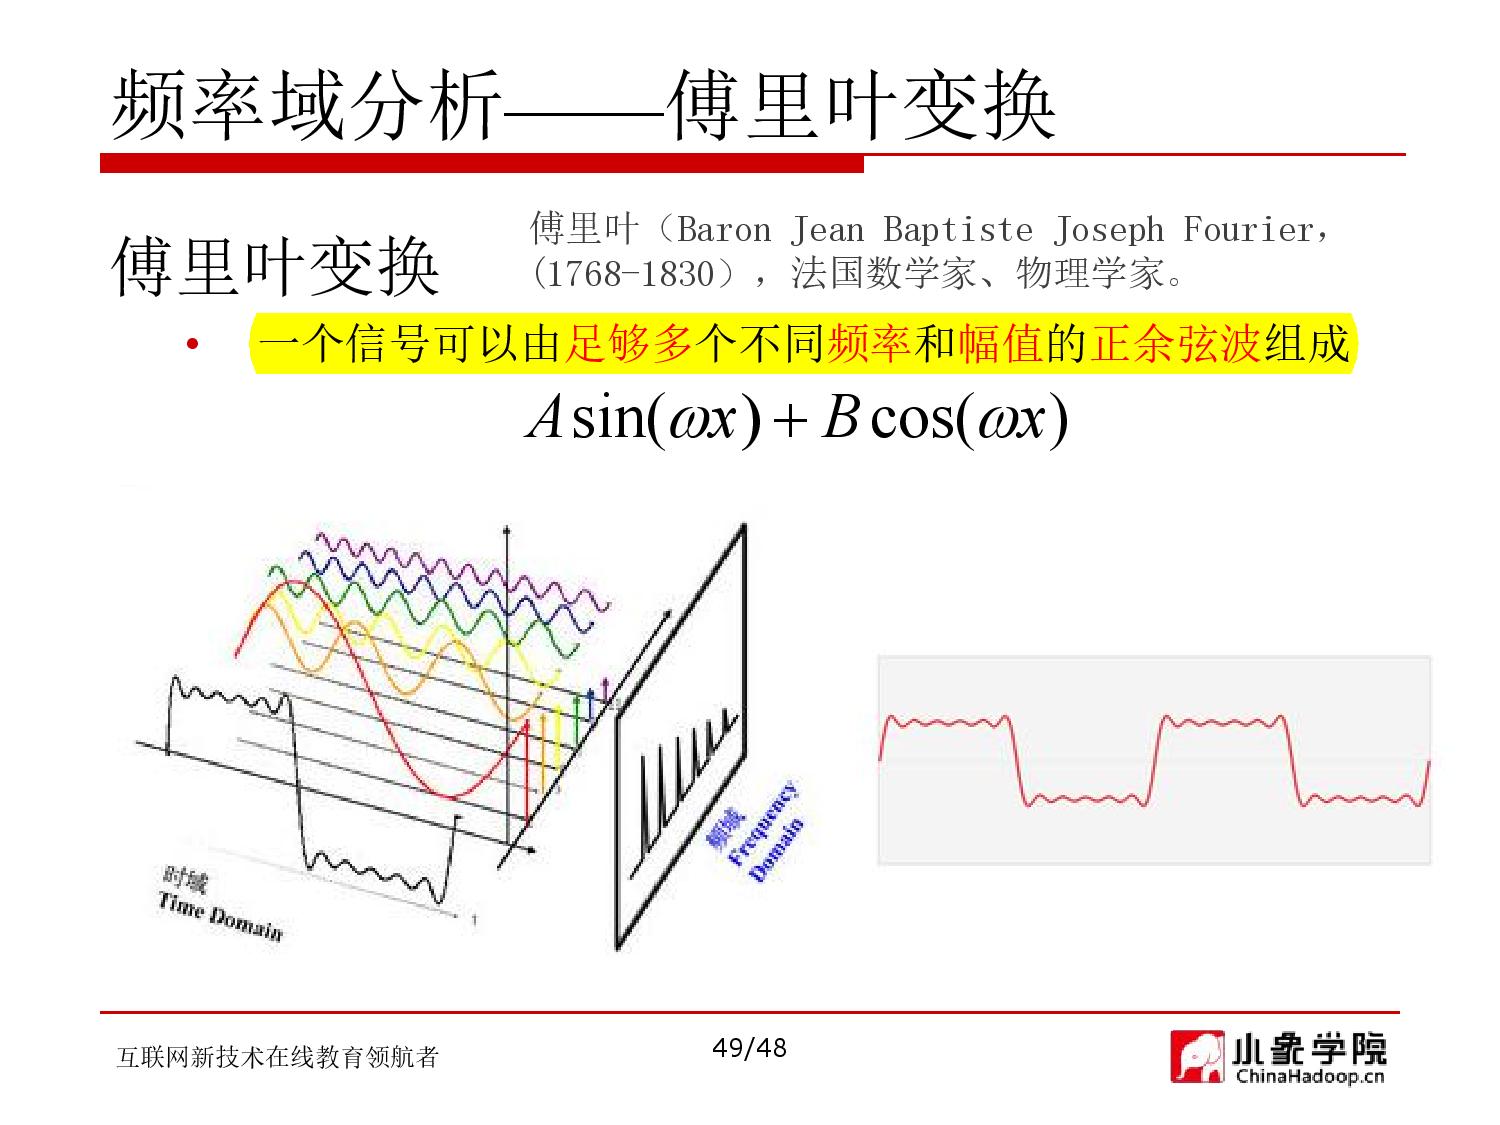 频率域分析——傅里叶变换
傅里叶变换
傅里叶（Baron Jean Baptiste Joseph Fourier，
(1768-1830），法国数学家、物理学家。
• 一个信号可以由足够多个不同频率和幅值的正余弦波组成
A sin(ωx) + B cos(ωx)
时域
Time Domain
1
频域
Frequency
Domain
互联网新技术在线教育领航者
49/48
小象学院
ChinaHadoop.cn